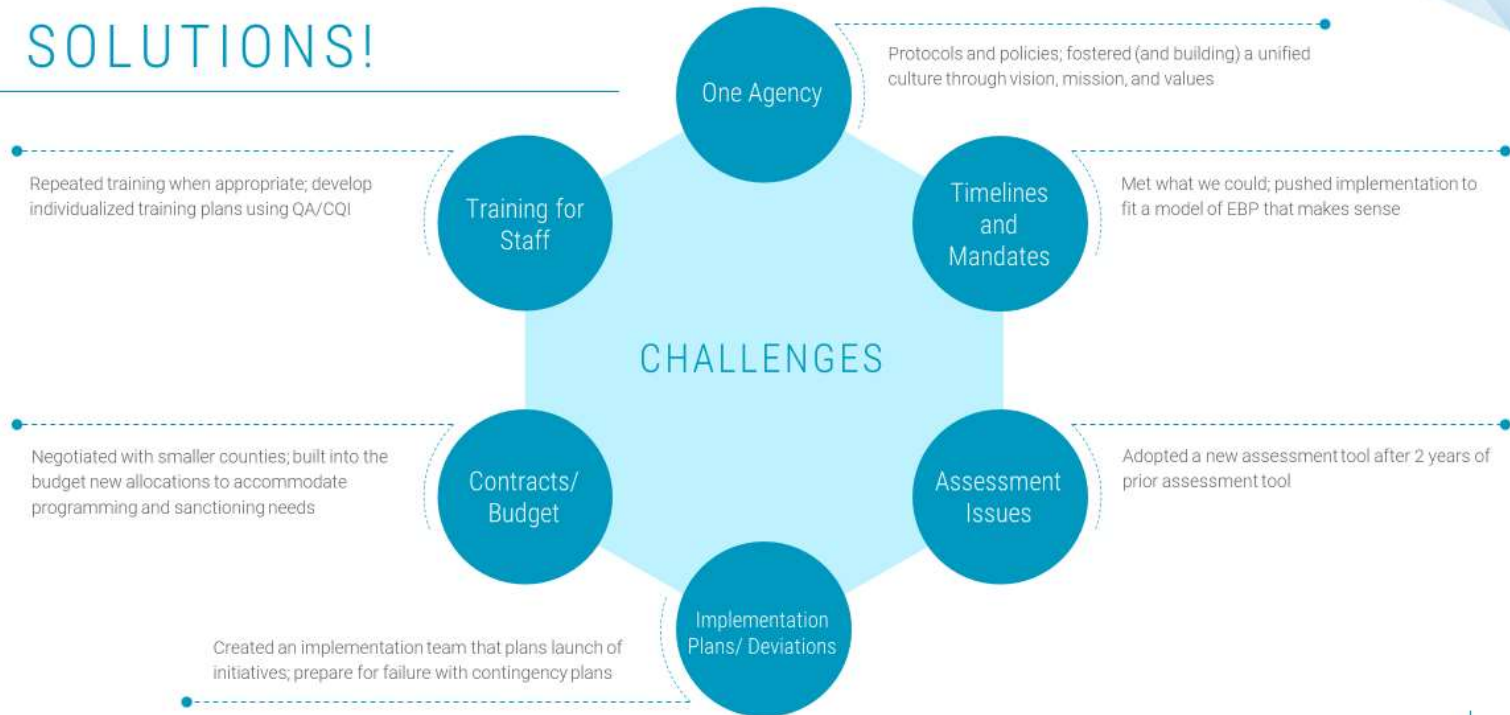 SOLUTIONS!
One Agency
Protocols and policies; fostered (and building) a unified
culture through vision, mission, and values
Training for
Staff
Repeated training when appropriate; develop
individualized training plans using QA/CQI
Timelines
and
Mandates
Met what we could; pushed implementation to
fit a model of EBP that makes sense
CHALLENGES
Contracts/
Budget
Negotiated with smaller counties; built into the
budget new allocations to accommodate
programming and sanctioning needs
Assessment
Issues
Adopted a new assessment tool after 2 years of
prior assessment tool
Implementation
Plans/ Deviations
Created an implementation team that plans launch of
initiatives; prepare for failure with contingency plans